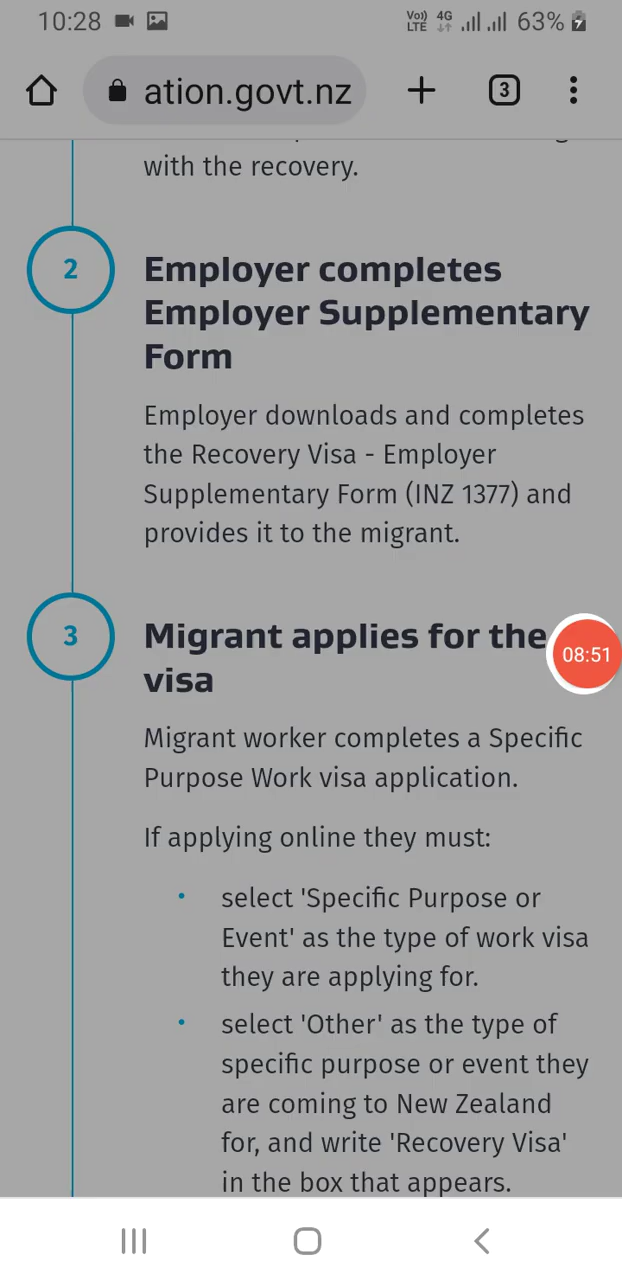 10:28
Vo)) LTE 4G 63%
ation.govt.nz
3
with the recovery.
2
Employer completes
Employer Supplementary
Form
Employer downloads and completes
the Recovery Visa - Employer
Supplementary Form (INZ 1377) and
provides it to the migrant.
3
Migrant applies for the
visa
08:51
Migrant worker completes a Specific
Purpose Work visa application.
If applying online they must:
• select 'Specific Purpose or
Event' as the type of work visa
they are applying for.
• select 'Other' as the type of
specific purpose or event they
are coming to New Zealand
for, and write 'Recovery Visa'
in the box that appears.